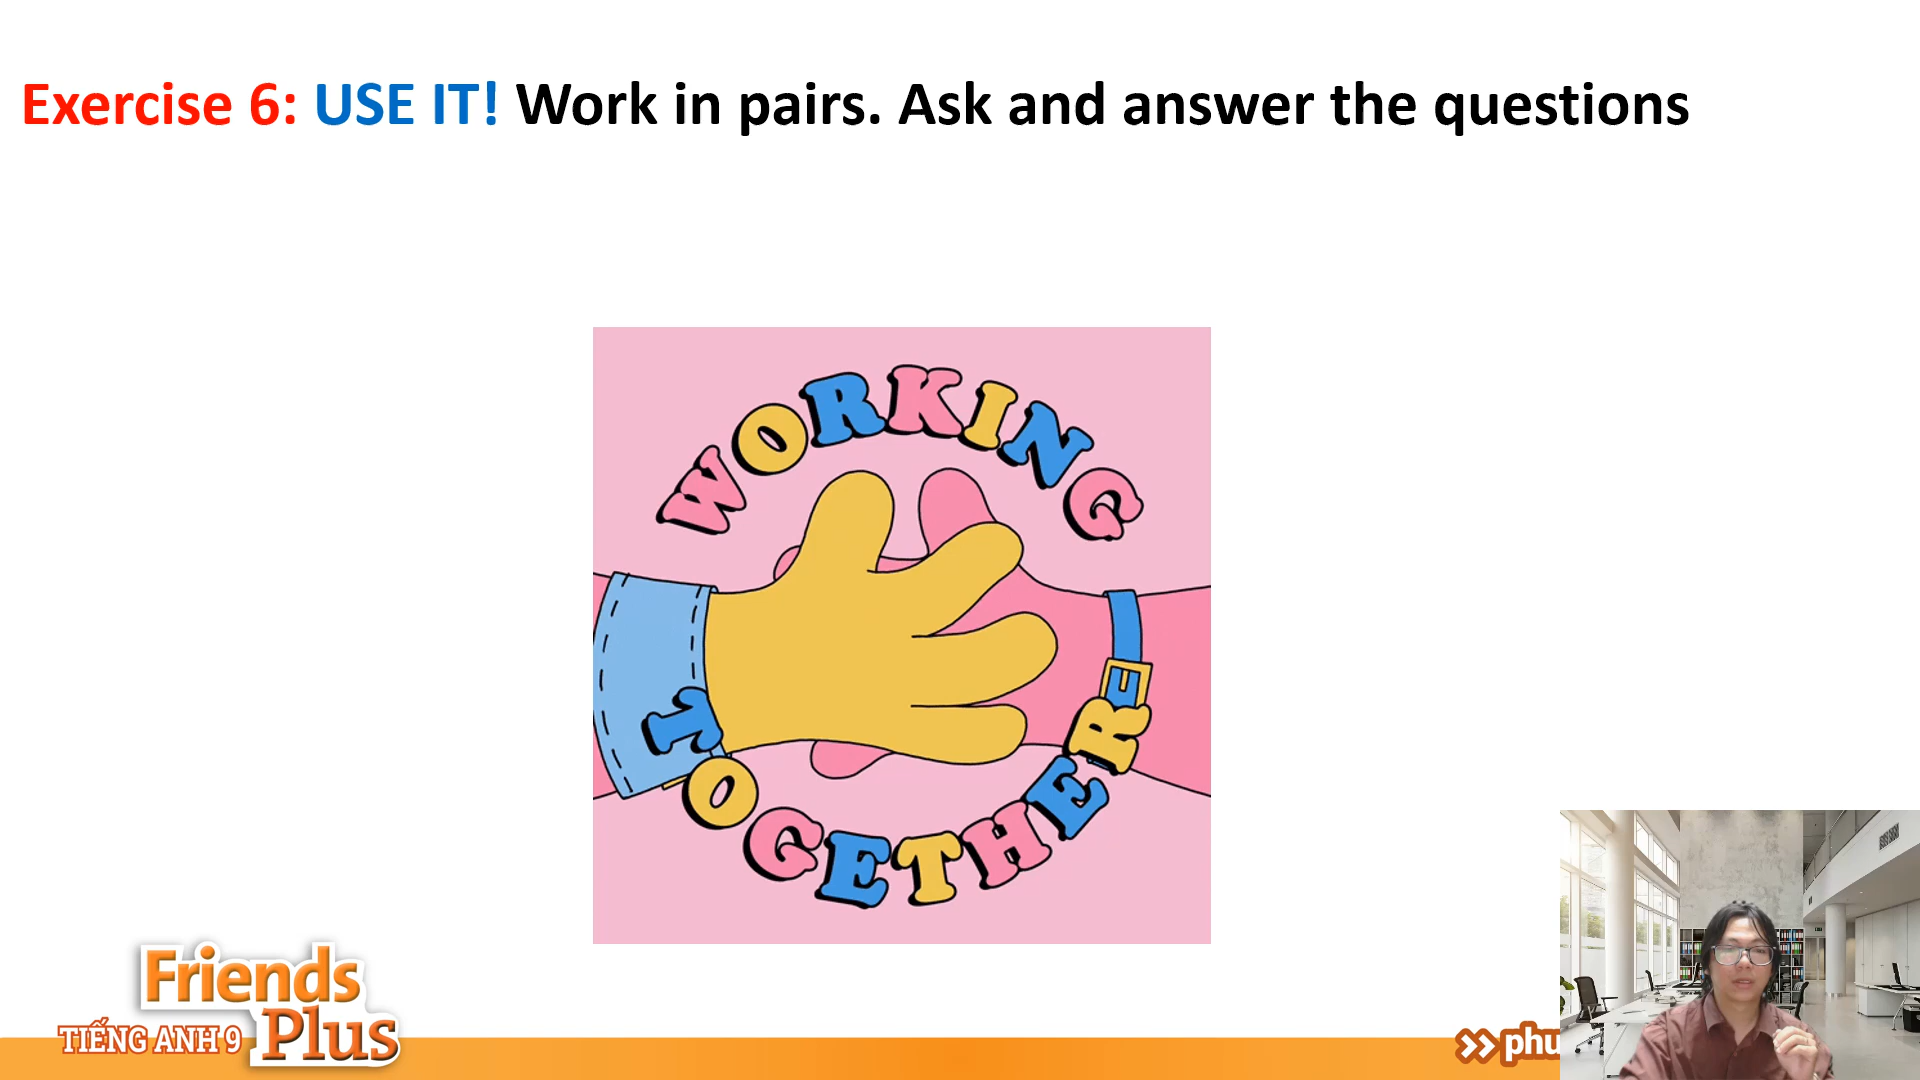 Exercise 6: USE IT! Work in pairs. Ask and answer the questions
WORKING
TOGETHER
Friends
Plus
TIẾNG ANH 9
phu